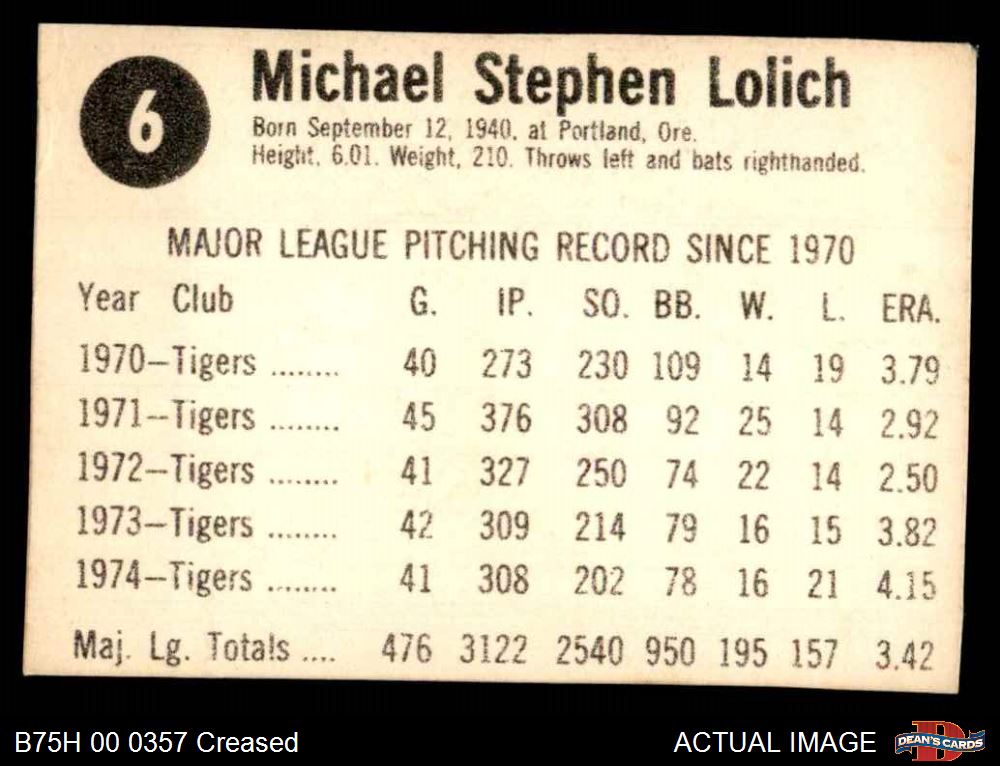 6
Michael Stephen Lolich
Born September 12, 1940, at Portland, Ore.
Height, 6.01. Weight, 210. Throws left and bats righthanded.
MAJOR LEAGUE PITCHING RECORD SINCE 1970
Year Club G. IP. SO. BB. W. L. ERA.
1970—Tigers ........ 40 273 230 109 14 19 3.79
1971—Tigers ........ 45 376 308 92 25 14 2.92
1972—Tigers ........ 41 327 250 74 22 14 2.50
1973—Tigers ........ 42 309 214 79 16 15 3.82
1974—Tigers ........ 41 308 202 78 16 21 4.15
Maj. Lg. Totals .... 476 3122 2540 950 195 157 3.42
B75H 00 0357 Creased
ACTUAL IMAGE
DEAN'S CARDS